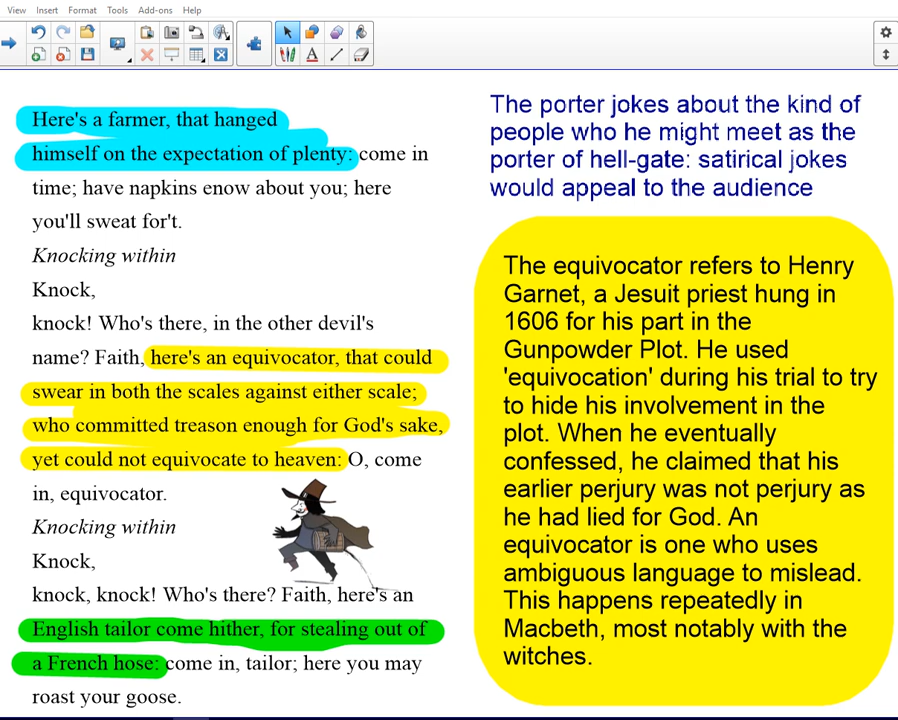 View Insert Format Tools Add-ons Help
Here's a farmer, that hanged
himself on the expectation of plenty: come in
time; have napkins enow about you; here
you'll sweat for't.
Knocking within
Knock,
knock! Who's there, in the other devil's
name? Faith, here's an equivocator, that could
swear in both the scales against either scale;
who committed treason enough for God's sake,
yet could not equivocate to heaven: O, come
in, equivocator.
Knocking within
Knock,
knock, knock! Who's there? Faith, here's an
English tailor come hither, for stealing out of
a French hose: come in, tailor; here you may
roast your goose.
The porter jokes about the kind of
people who he might meet as the
porter of hell-gate: satirical jokes
would appeal to the audience
The equivocator refers to Henry
Garnet, a Jesuit priest hung in
1606 for his part in the
Gunpowder Plot. He used
'equivocation' during his trial to try
to hide his involvement in the
plot. When he eventually
confessed, he claimed that his
earlier perjury was not perjury as
he had lied for God. An
equivocator is one who uses
ambiguous language to mislead.
This happens repeatedly in
Macbeth, most notably with the
witches.